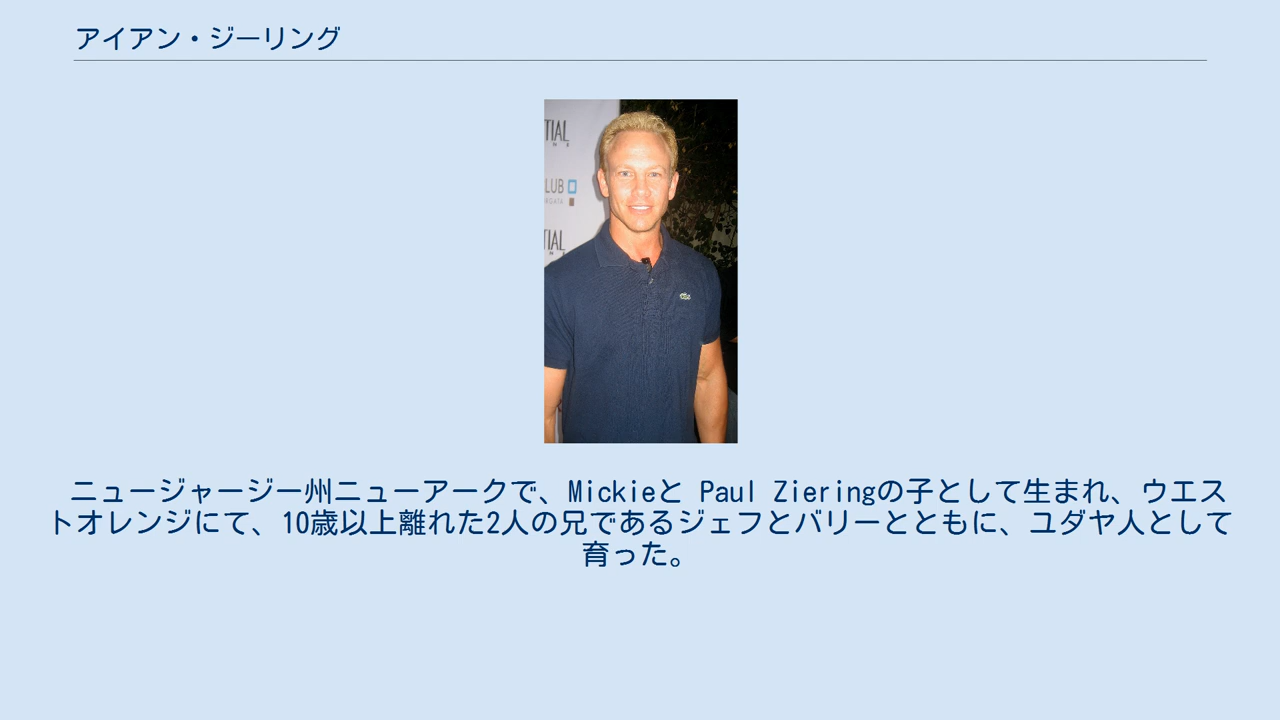 アイアン・ジーリング
TIAL
N E
LUB
TIAL
N E
ニュージャージー州ニューアークで、Mickieと Paul Zieringの子として生まれ、ウエス
トオレンジにて、10歳以上離れた2人の兄であるジェフとバリーとともに、ユダヤ人として
育った。